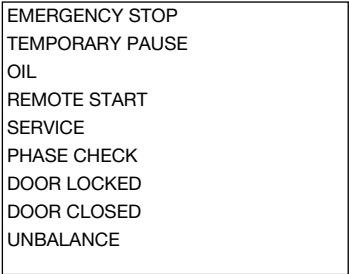 EMERGENCY STOP
TEMPORARY PAUSE
OIL
REMOTE START
SERVICE
PHASE CHECK
DOOR LOCKED
DOOR CLOSED
UNBALANCE